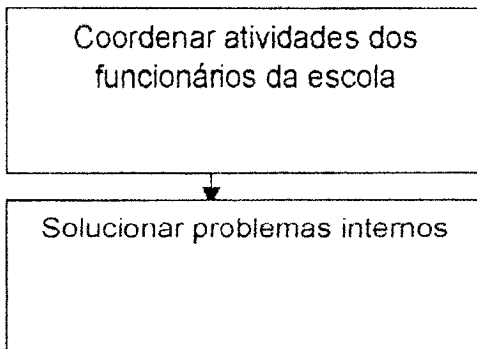 Coordenar atividades dos
funcionários da escola
Solucionar problemas internos